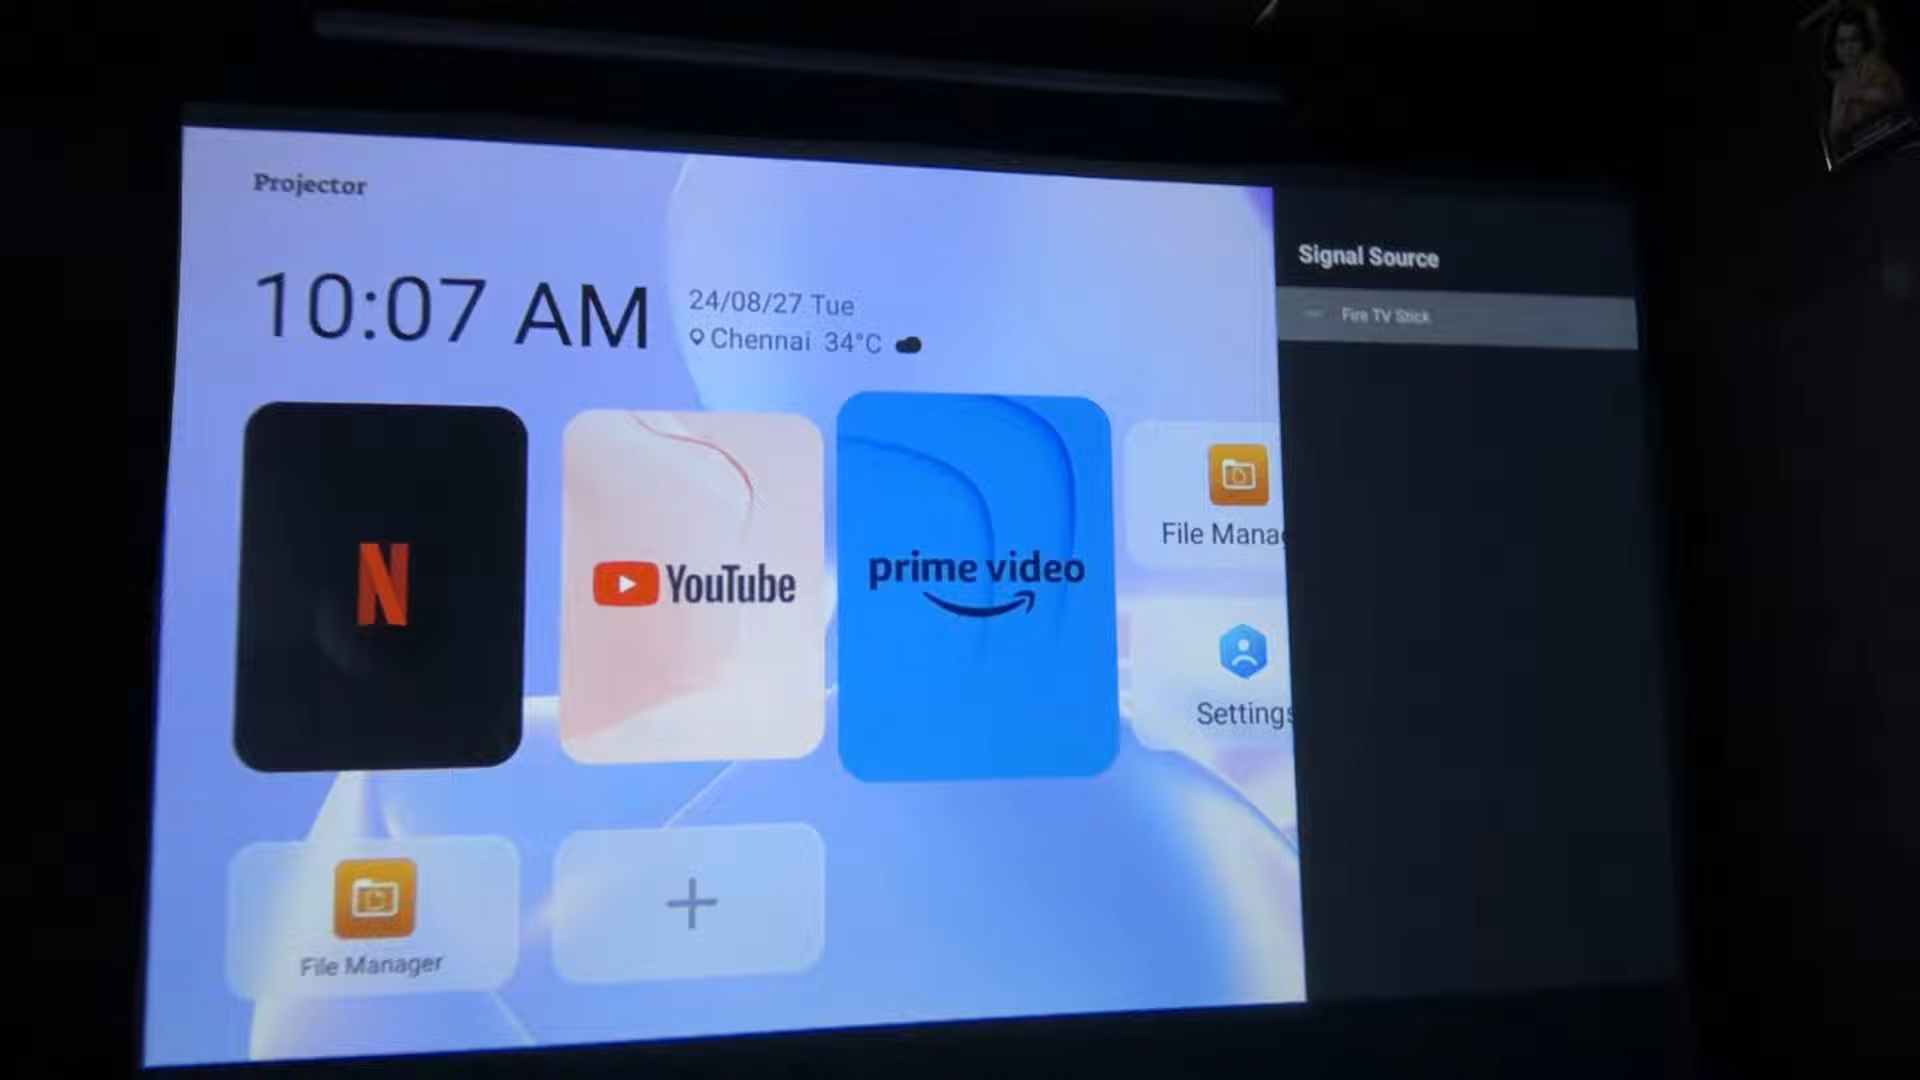 Projector
10:07 AM
24/08/27 Tue
Chennai 34°C
Signal Source
Fire TV Stick
N
YouTube
prime video
File Manag
Settings
File Manager
+